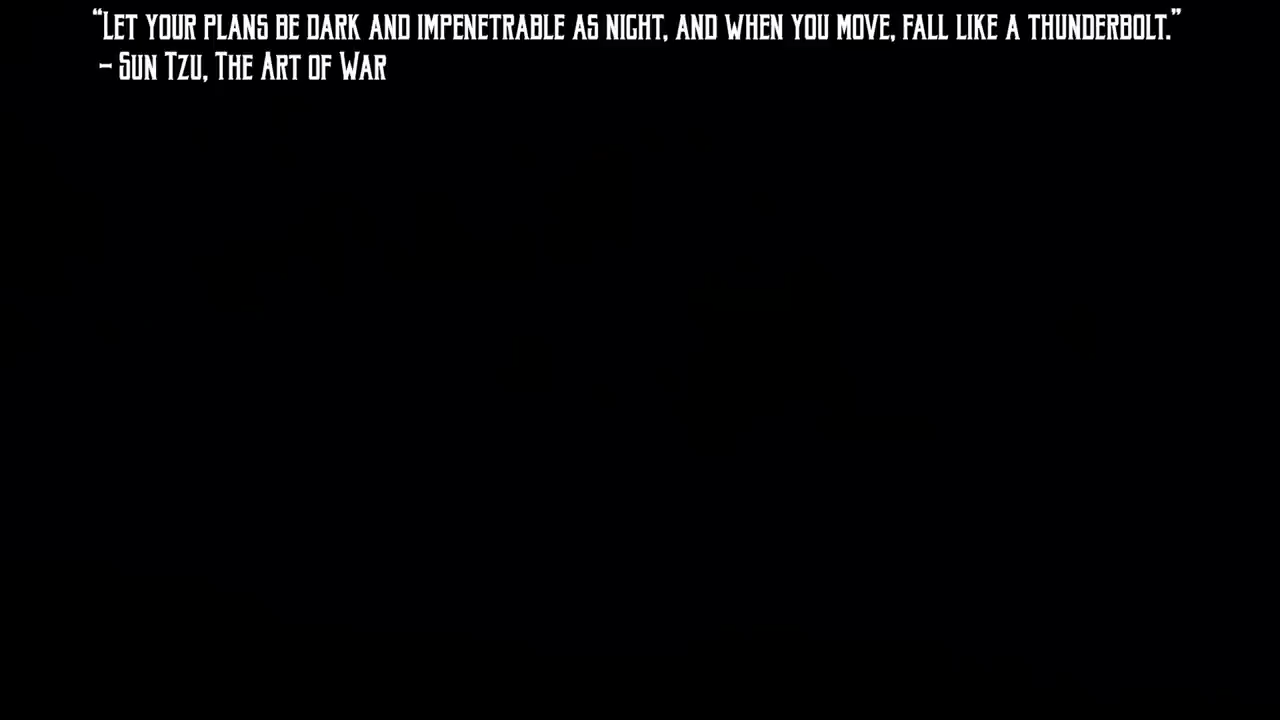 “Let your plans be dark and impenetrable as night, and when you move, fall like a thunderbolt.”
– Sun Tzu, The Art of War